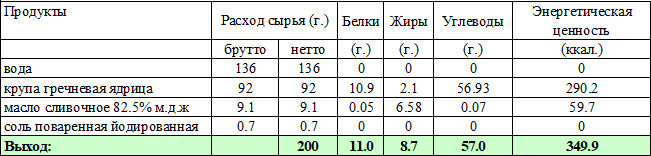 Продукты Расход сырья (г.) Белки Жиры Углеводы Энергетическая ценность
брутто нетто (г.) (г.) (г.) (ккал.)
вода 136 136 0 0 0 0
крупа гречневая ядрица 92 92 10.9 2.1 56.93 290.2
масло сливочное 82.5% м.д.ж 9.1 9.1 0.05 6.58 0.07 59.7
соль поваренная йодированная 0.7 0.7 0 0 0 0
Выход: 200 11.0 8.7 57.0 349.9